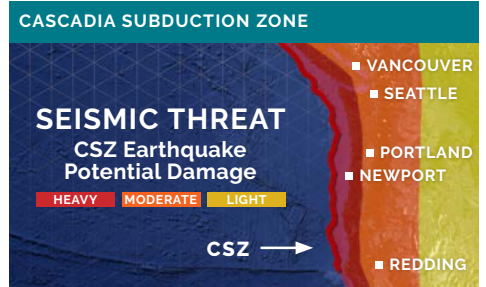 CASCADIA SUBDUCTION ZONE
VANCOUVER
SEATTLE
SEISMIC THREAT
CSZ Earthquake
Potential Damage
PORTLAND
NEWPORT
HEAVY MODERATE LIGHT
CSZ
REDDING